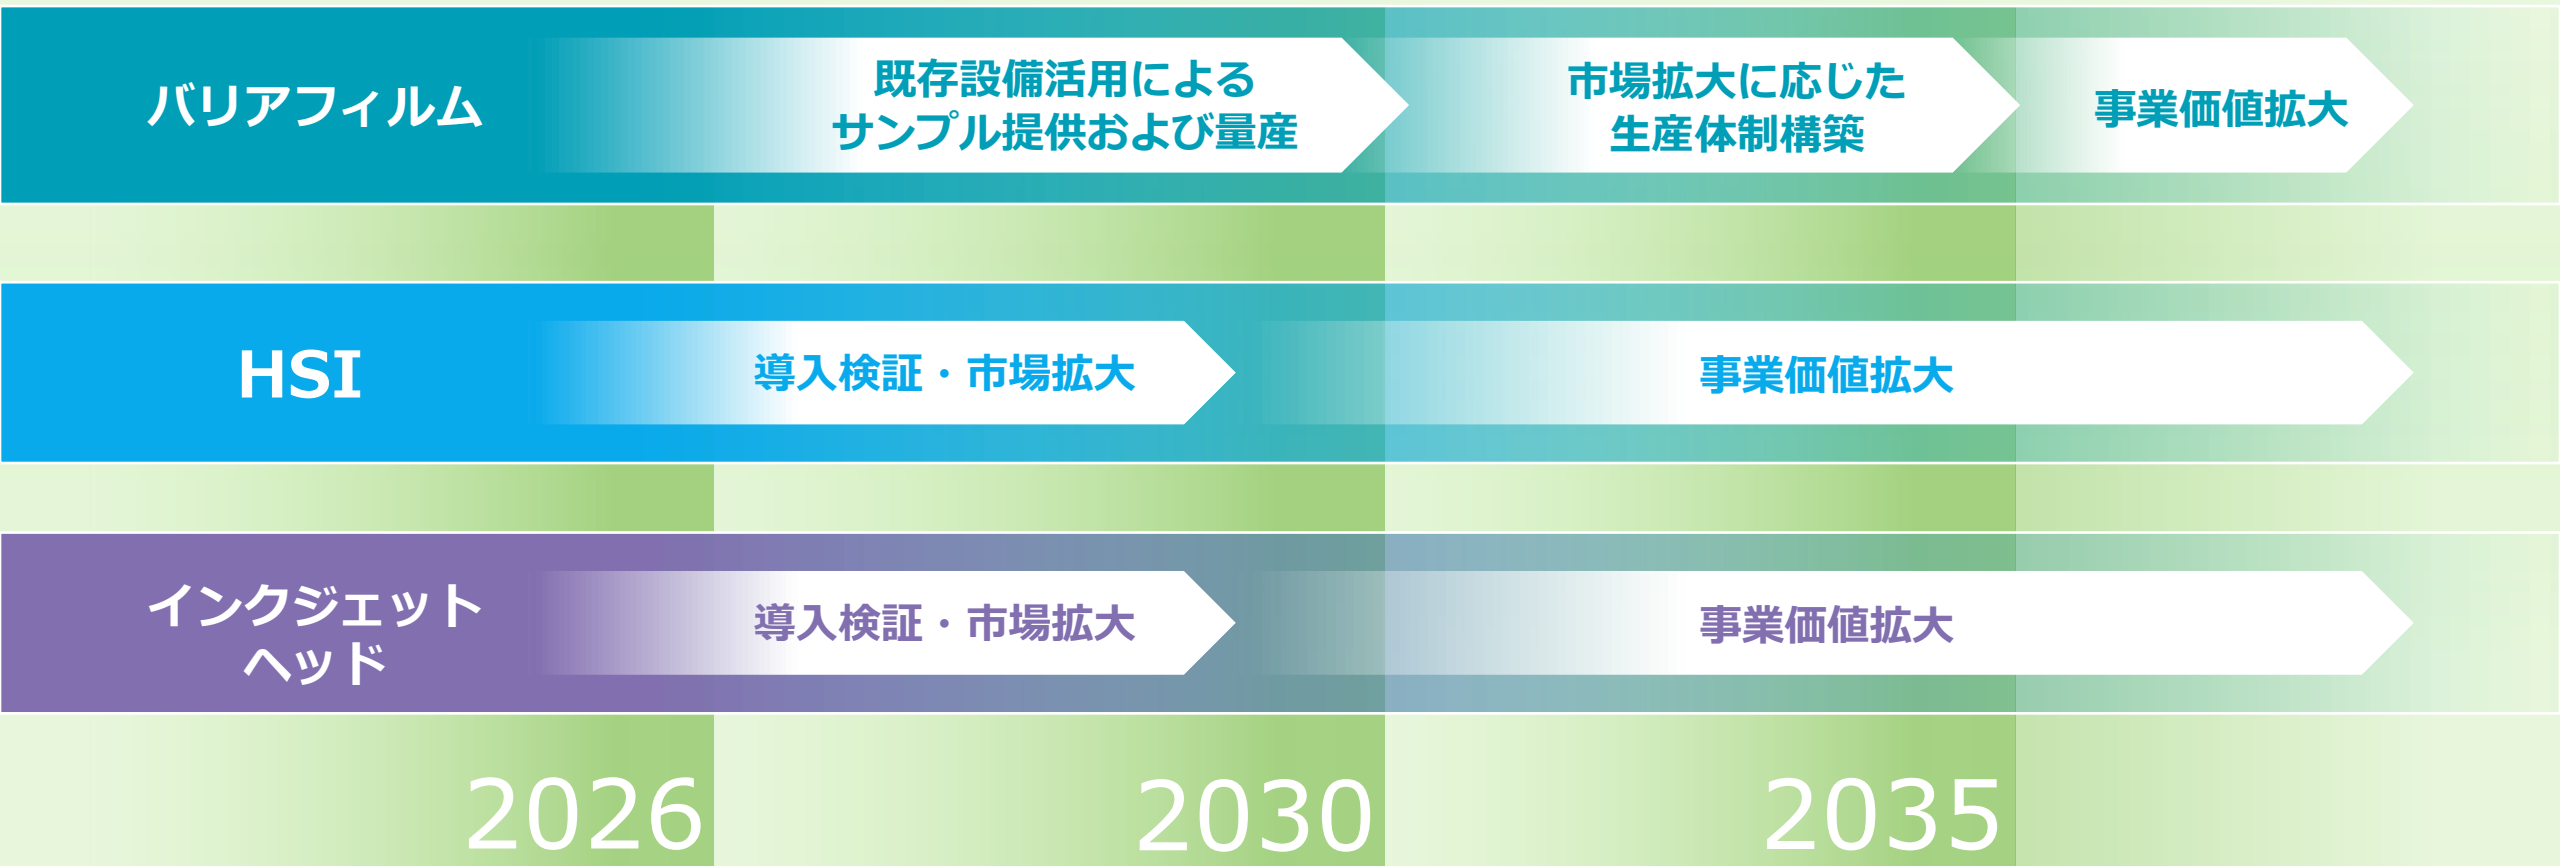 バリアフィルム
既存設備活用による
サンプル提供および量産
市場拡大に応じた
生産体制構築
事業価値拡大
HSI
導入検証・市場拡大
事業価値拡大
インクジェット
ヘッド
導入検証・市場拡大
事業価値拡大
2026
2030
2035